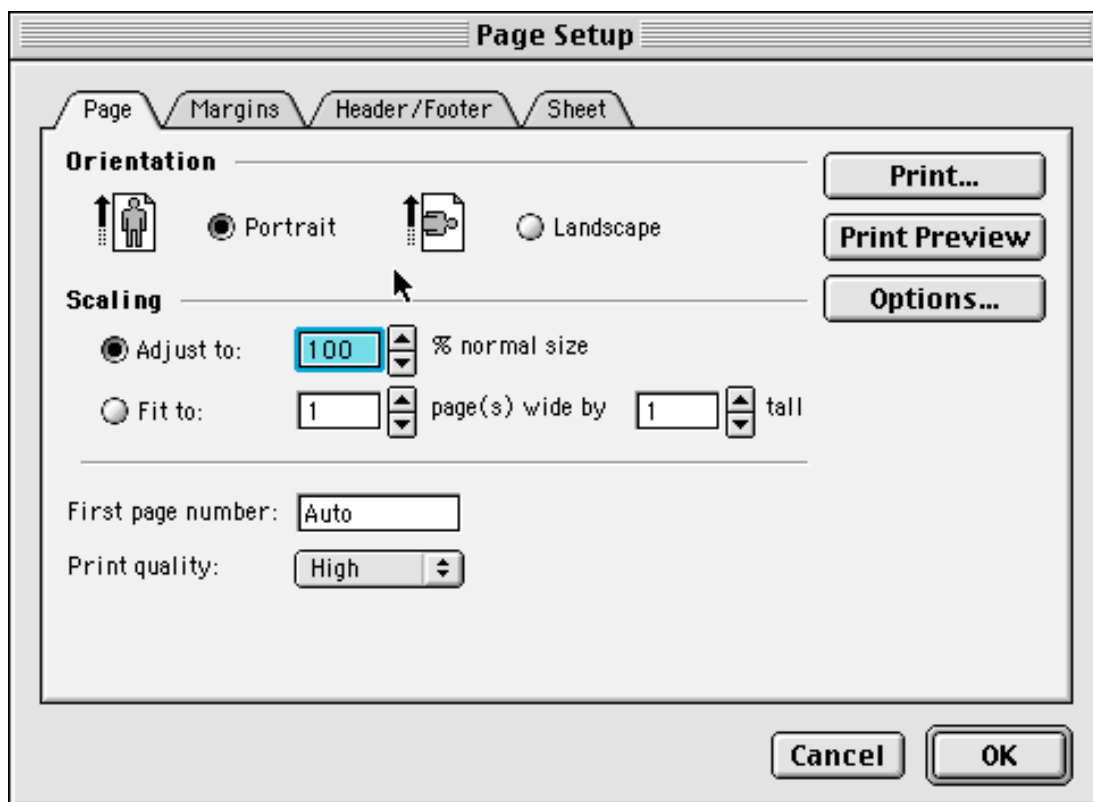 Page Setup
Page Margins Header/Footer Sheet
Orientation
Print...
Portrait Landscape
Print Preview
Scaling
Options...
Adjust to: 100 % normal size
Fit to: 1 page(s) wide by 1 tall
First page number: Auto
Print quality: High
Cancel OK